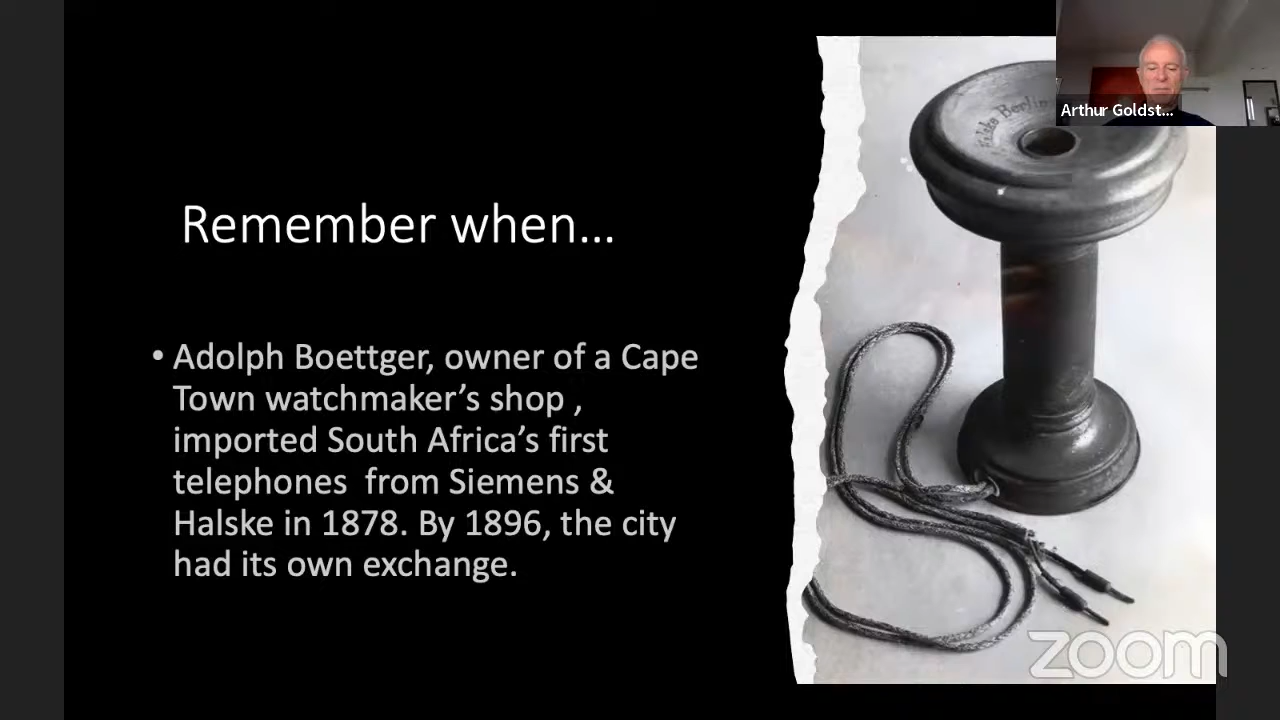 Arthur Goldst...
Berlin
Remember when...
• Adolph Boettger, owner of a Cape
Town watchmaker's shop ,
imported South Africa's first
telephones  from Siemens &
Halske in 1878. By 1896, the city
had its own exchange.
zoom